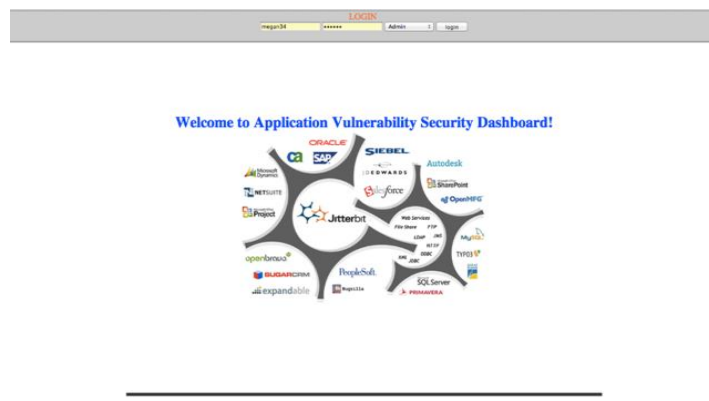 LOGIN
megan34 •••••• Admin login
Welcome to Application Vulnerability Security Dashboard!
ORACLE
ca SAP
SIEBEL
JDEDWARDS
Salesforce
Autodesk
Microsoft
Dynamics
NETSUITE
Project
SharePoint
OpenMFG
Jitterbit
Web Services
File Share FTP
LDAP JMS
HTTP
ODBC
XML JDBC
MySQL
TYPO3
openbravo
SUGARCRM
expandable
PeopleSoft.
Bugzilla
SQL Server
PRIMAVERA